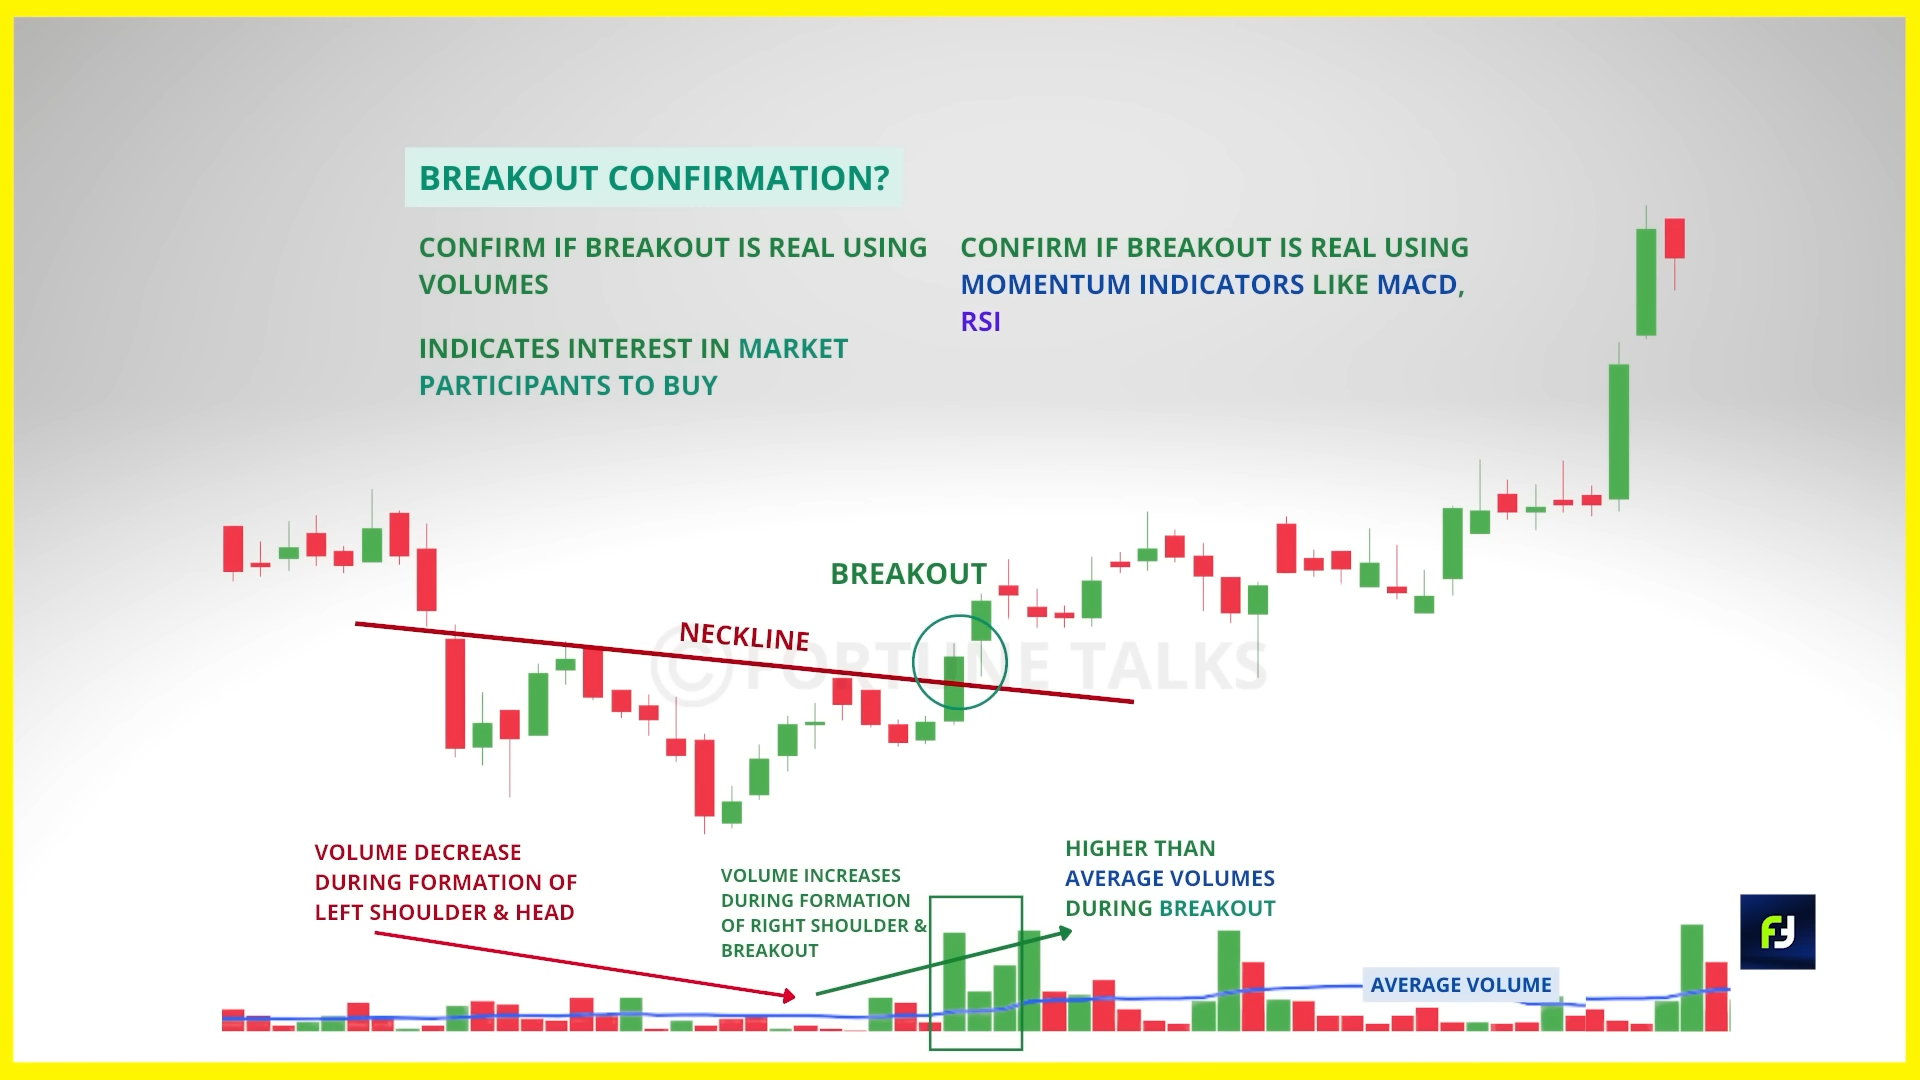 BREAKOUT CONFIRMATION?
CONFIRM IF BREAKOUT IS REAL USING
VOLUMES
INDICATES INTEREST IN MARKET
PARTICIPANTS TO BUY
CONFIRM IF BREAKOUT IS REAL USING
MOMENTUM INDICATORS LIKE MACD,
RSI
BREAKOUT
NECKLINE
©FORTUNE TALKS
VOLUME DECREASE
DURING FORMATION OF
LEFT SHOULDER & HEAD
VOLUME INCREASES
DURING FORMATION
OF RIGHT SHOULDER &
BREAKOUT
HIGHER THAN
AVERAGE VOLUMES
DURING BREAKOUT
AVERAGE VOLUME